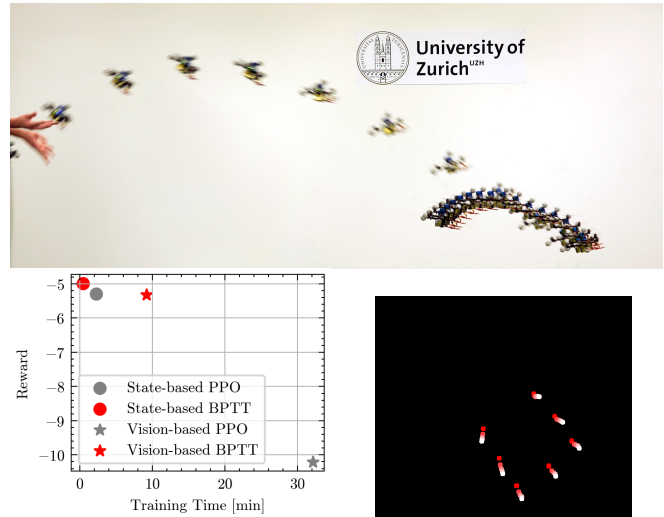 University of
Zurich UZH
−5
−6
−7
−8
−9
−10
0
10
20
30
Reward
Training Time [min]
State-based PPO
State-based BPTT
Vision-based PPO
Vision-based BPTT